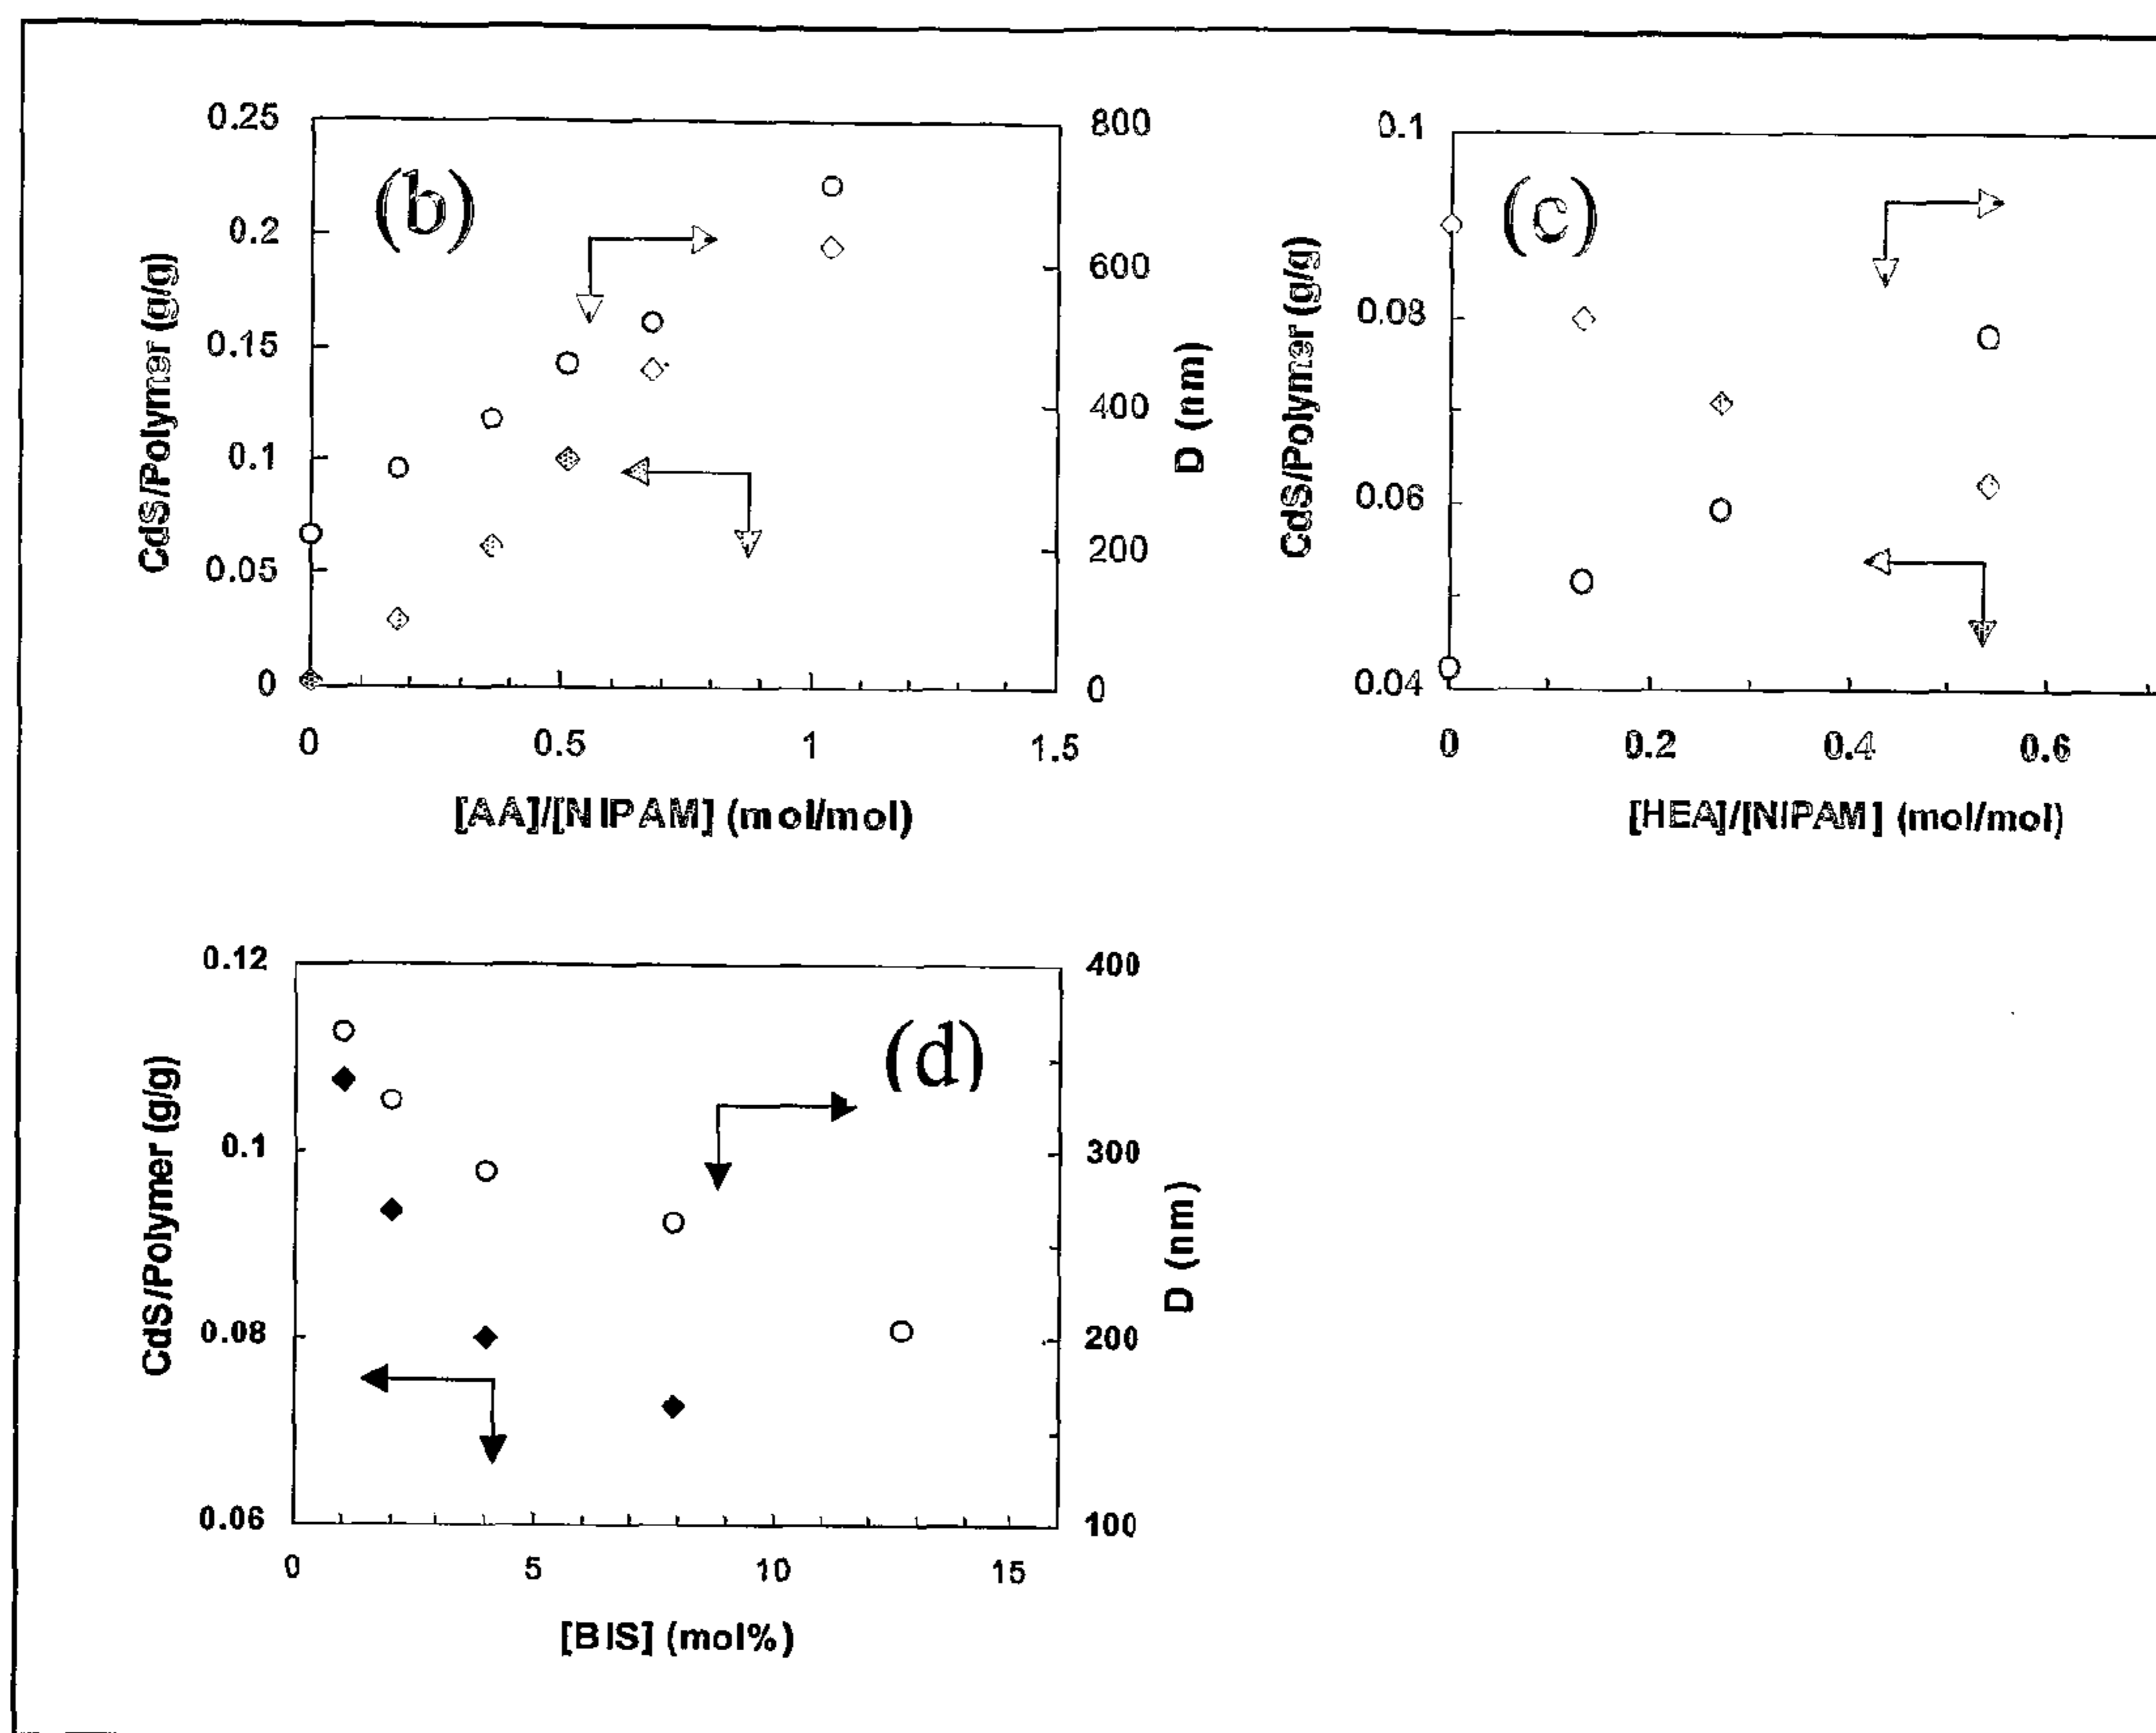 (b)
0.25
0.2
0.15
0.1
0.05
0
CdS/Polymer (g/g)
800
600
400
200
0
D (nm)
0 0.5 1 1.5
[AA]/[NIPAM] (mol/mol)
(c)
0.1
0.08
0.06
0.04
CdS/Polymer (g/g)
0 0.2 0.4 0.6
[HEA]/[NIPAM] (mol/mol)
(d)
0.12
0.1
0.08
0.06
CdS/Polymer (g/g)
400
300
200
100
D (nm)
0 5 10 15
[BIS] (mol%)